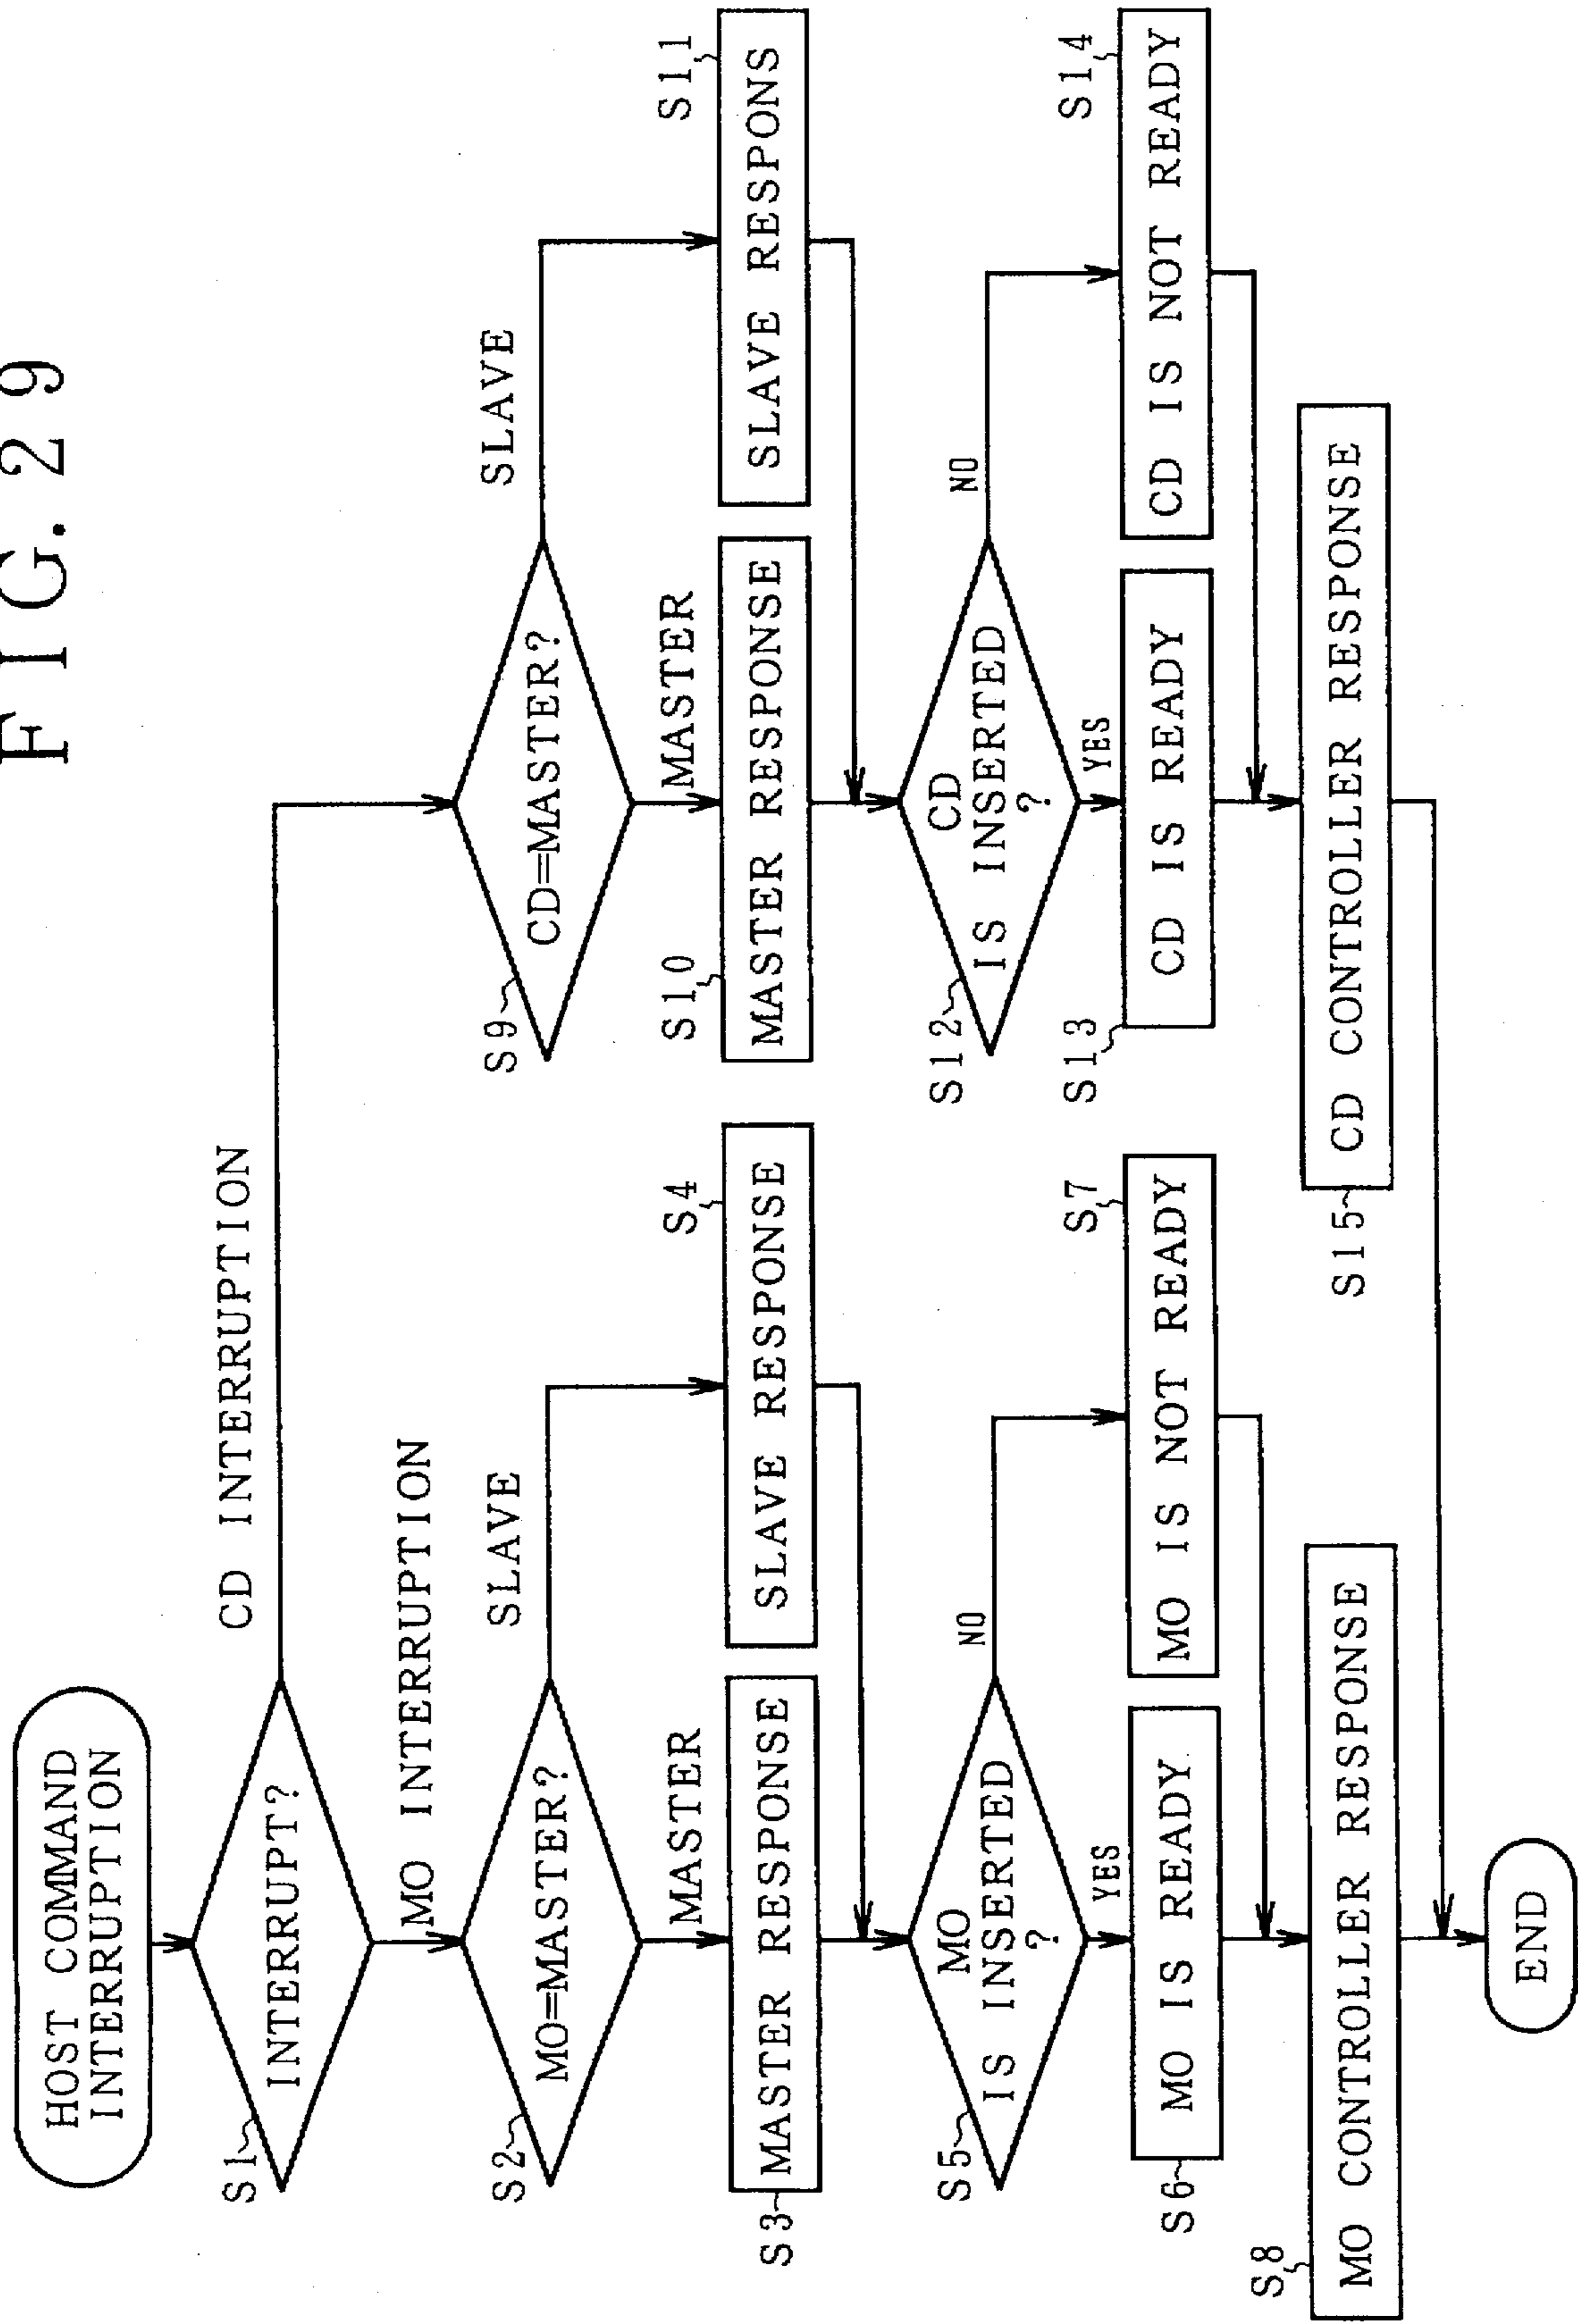 FIG. 29
HOST COMMAND
INTERRUPTION
S1
INTERRUPT?
CD INTERRUPTION
MO INTERRUPTION
S2
MO=MASTER?
SLAVE
MASTER
S3
MASTER RESPONSE
S4
SLAVE RESPONSE
S5
MO
IS INSERTED
?
NO
YES
S6
MO IS READY
S7
MO IS NOT READY
S8
MO CONTROLLER RESPONSE
S9
CD=MASTER?
SLAVE
MASTER
S10
MASTER RESPONSE
S11
SLAVE RESPONS
S12
CD
IS INSERTED
?
NO
YES
S13
CD IS READY
S14
CD IS NOT READY
S15
CD CONTROLLER RESPONSE
END